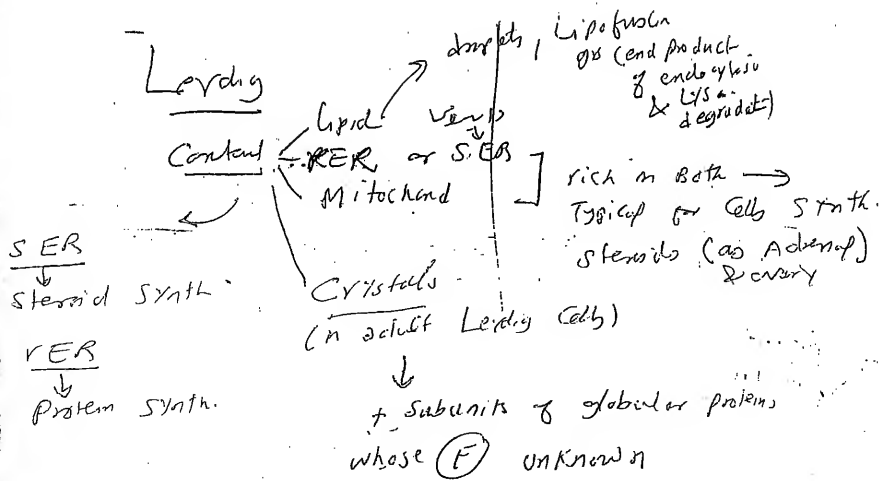 Leydig
Content
Lipid
droplets, Lipofuscin
grs (end product
of endocytosis
& Lys.
degradat-)
RER or SER
Mitochond
rich in Both →
Typical for Cells Synth.
Steroids (as Adrenal)
& ovary
SER
↓
Steroid Synth.
rER
↓
Protein Synth.
Crystals
(in adult Leydig Cells)
↓
+ Subunits of globular proteins
whose F unknown